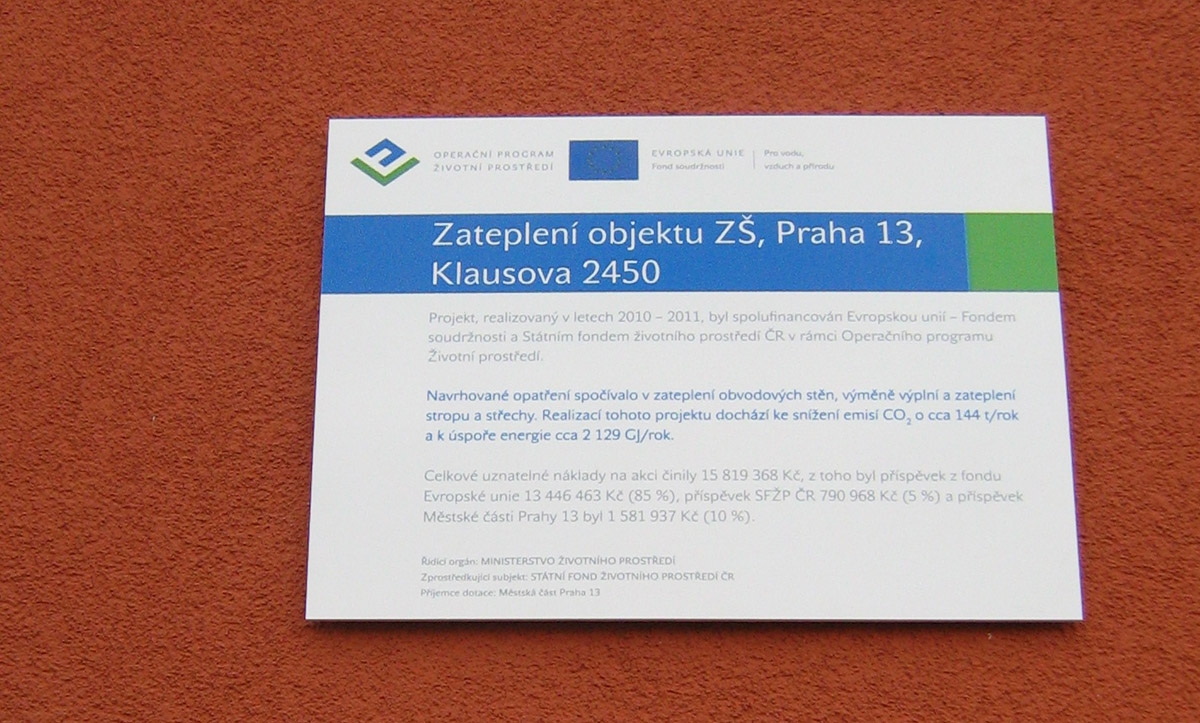 OPERAČNÍ PROGRAM
ŽIVOTNÍ PROSTŘEDÍ
EVROPSKÁ UNIE
Fond soudržnosti
Pro vodu,
vzduch a přírodu
Zateplení objektu ZŠ, Praha 13,
Klausova 2450
Projekt, realizovaný v letech 2010 – 2011, byl spolufinancován Evropskou unií – Fondem
soudržnosti a Státním fondem životního prostředí ČR v rámci Operačního programu
Životní prostředí.
Navrhované opatření spočívalo v zateplení obvodových stěn, výměně výplní a zateplení
stropu a střechy. Realizací tohoto projektu dochází ke snížení emisí CO₂ o cca 144 t/rok
a k úspoře energie cca 2 129 GJ/rok.
Celkové uznatelné náklady na akci činily 15 819 368 Kč, z toho byl příspěvek z fondu
Evropské unie 13 446 463 Kč (85 %), příspěvek SFŽP ČR 790 968 Kč (5 %) a příspěvek
Městské části Prahy 13 byl 1 581 937 Kč (10 %).
Řídící orgán: MINISTERSTVO ŽIVOTNÍHO PROSTŘEDÍ
Zprostředkující subjekt: STÁTNÍ FOND ŽIVOTNÍHO PROSTŘEDÍ ČR
Příjemce dotace: Městská část Praha 13